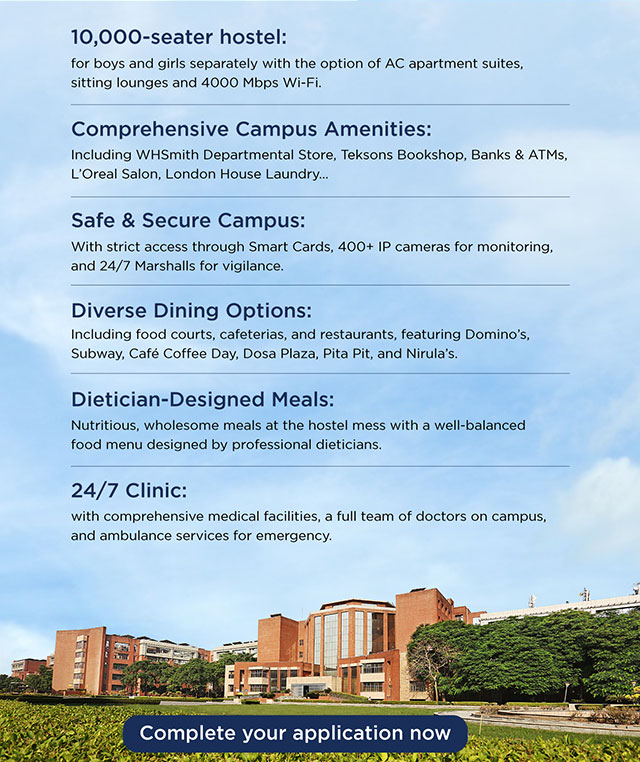 10,000-seater hostel:
for boys and girls separately with the option of AC apartment suites,
sitting lounges and 4000 Mbps Wi-Fi.
Comprehensive Campus Amenities:
Including WHSmith Departmental Store, Teksons Bookshop, Banks & ATMs,
L’Oreal Salon, London House Laundry...
Safe & Secure Campus:
With strict access through Smart Cards, 400+ IP cameras for monitoring,
and 24/7 Marshalls for vigilance.
Diverse Dining Options:
Including food courts, cafeterias, and restaurants, featuring Domino’s,
Subway, Café Coffee Day, Dosa Plaza, Pita Pit, and Nirula’s.
Dietician-Designed Meals:
Nutritious, wholesome meals at the hostel mess with a well-balanced
food menu designed by professional dieticians.
24/7 Clinic:
with comprehensive medical facilities, a full team of doctors on campus,
and ambulance services for emergency.
Complete your application now